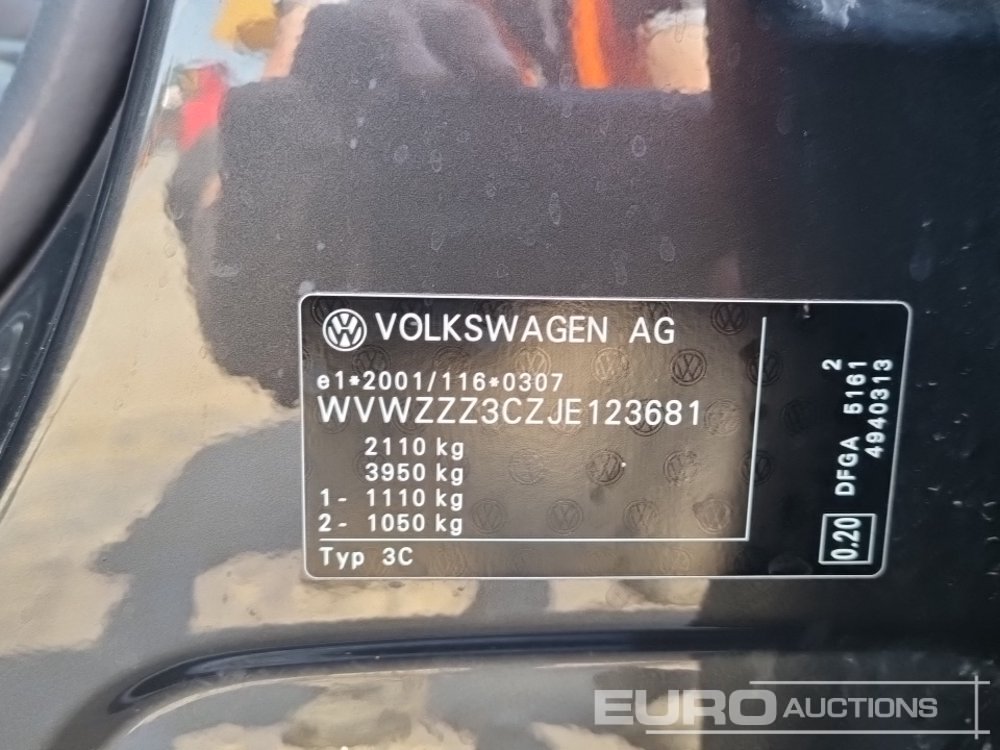 VOLKSWAGEN AG
e1*2001/116*0307
WVWZZZ3CZJE123681
2110 kg
3950 kg
1- 1110 kg
2- 1050 kg
Typ 3C
2
DFGA 5161
4940313
0.20
EURO AUCTIONS